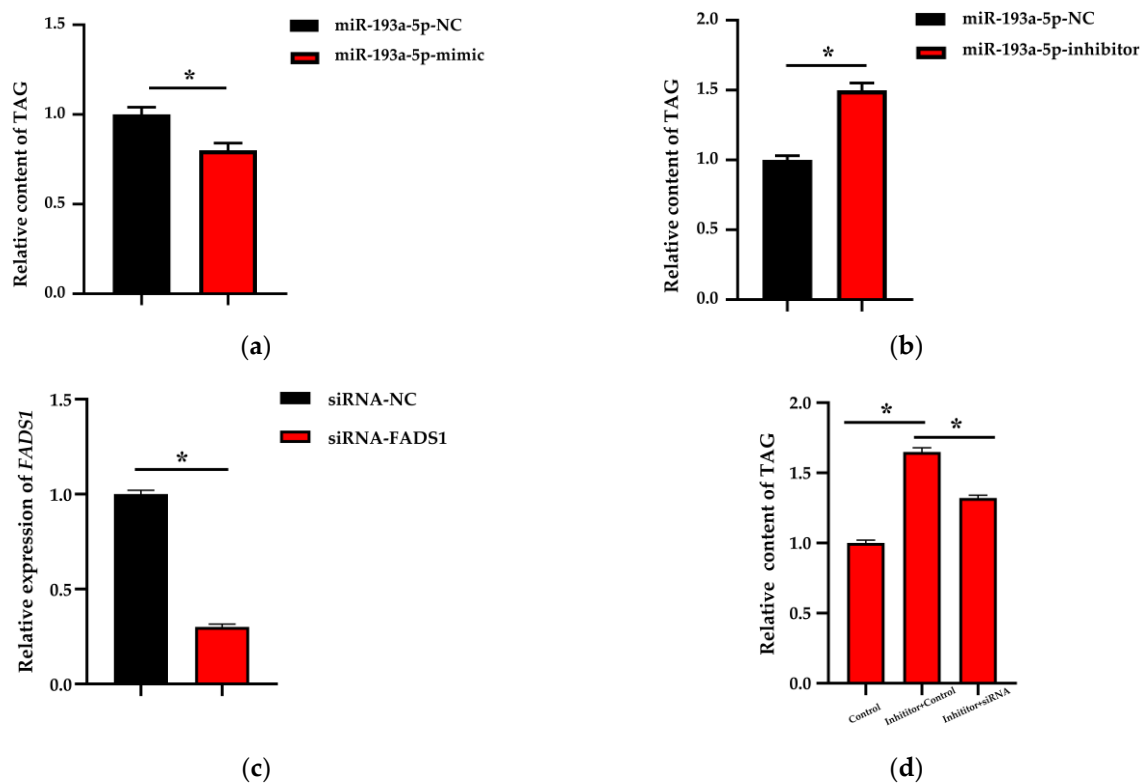 miR-193a-5p-NC
miR-193a-5p-mimic
Relative content of TAG
1.5
1.0
0.5
0.0
*
(a)
miR-193a-5p-NC
miR-193a-5p-inhibitor
Relative content of TAG
2.0
1.5
1.0
0.5
0.0
*
(b)
siRNA-NC
siRNA-FADS1
Relative expression of FADS1
1.5
1.0
0.5
0.0
*
(c)
Relative content of TAG
2.0
1.5
1.0
0.5
0.0
*
*
Control
Inhititor+Control
Inhititor+siRNA
(d)